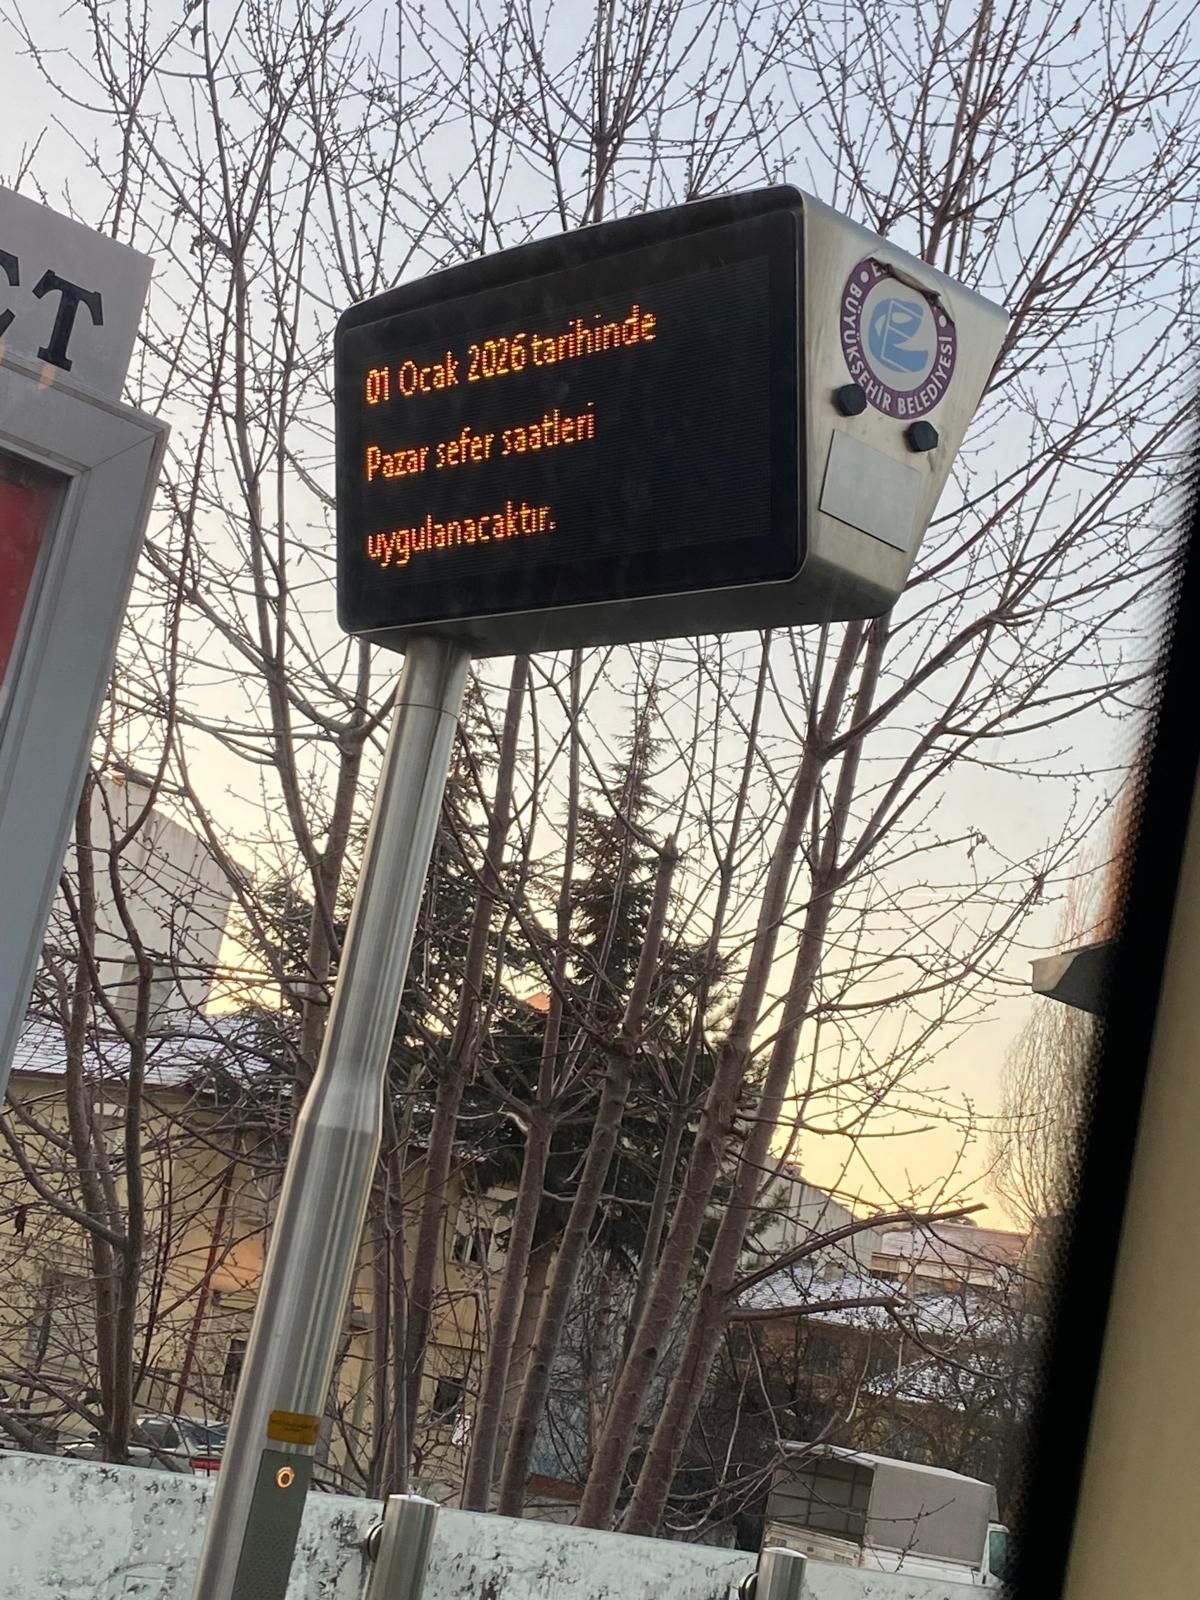 01 Ocak 2026 tarihinde
Pazar sefer saatleri
uygulanacaktır.
BÜYÜKŞEHİR BELEDİYESİ